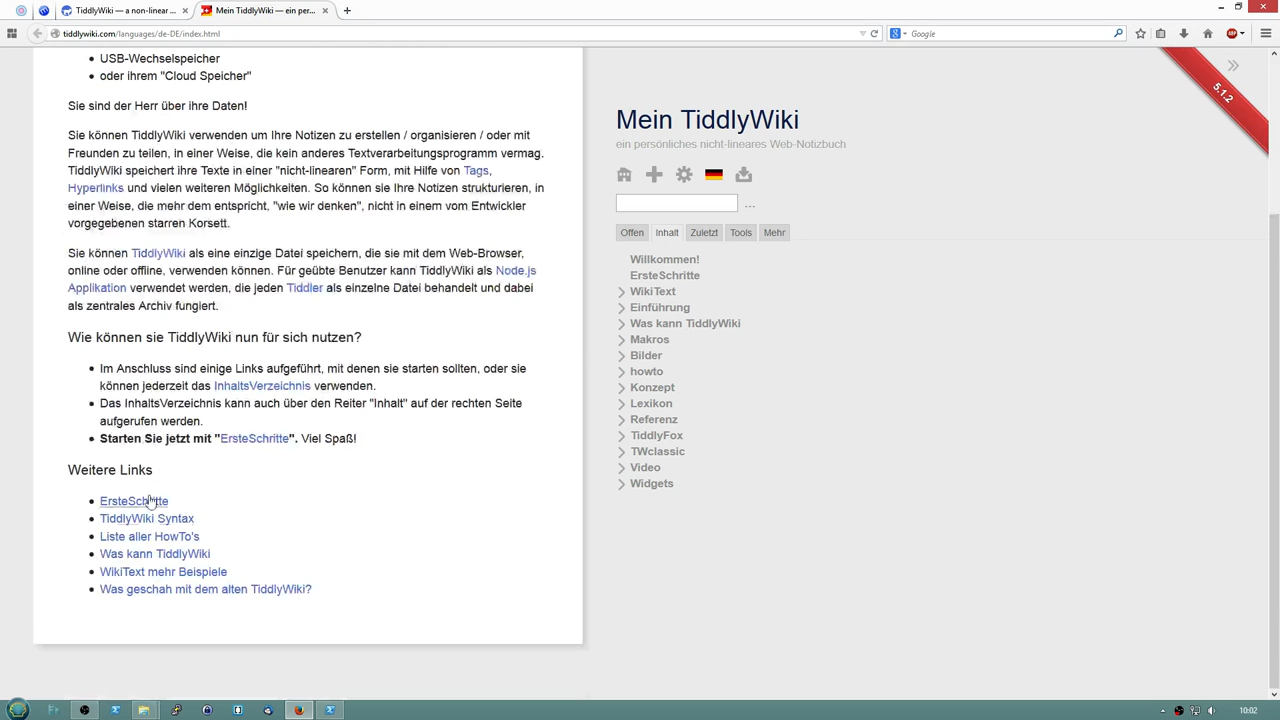 TiddlyWiki — a non-linear ...
Mein TiddlyWiki — ein per...
tiddlywiki.com/languages/de-DE/index.html
Google
USB-Wechselspeicher
oder ihrem "Cloud Speicher"
Sie sind der Herr über ihre Daten!
Sie können TiddlyWiki verwenden um Ihre Notizen zu erstellen / organisieren / oder mit
Freunden zu teilen, in einer Weise, die kein anderes Textverarbeitungsprogramm vermag.
TiddlyWiki speichert ihre Texte in einer "nicht-linearen" Form, mit Hilfe von Tags,
Hyperlinks und vielen weiteren Möglichkeiten. So können sie Ihre Notizen strukturieren, in
einer Weise, die mehr dem entspricht, "wie wir denken", nicht in einem vom Entwickler
vorgegebenen starren Korsett.
Sie können TiddlyWiki als eine einzige Datei speichern, die sie mit dem Web-Browser,
online oder offline, verwenden können. Für geübte Benutzer kann TiddlyWiki als Node.js
Applikation verwendet werden, die jeden Tiddler als einzelne Datei behandelt und dabei
als zentrales Archiv fungiert.
Wie können sie TiddlyWiki nun für sich nutzen?
Im Anschluss sind einige Links aufgeführt, mit denen sie starten sollten, oder sie
können jederzeit das InhaltsVerzeichnis verwenden.
Das InhaltsVerzeichnis kann auch über den Reiter "Inhalt" auf der rechten Seite
aufgerufen werden.
Starten Sie jetzt mit "ErsteSchritte". Viel Spaß!
Weitere Links
ErsteSchritte
TiddlyWiki Syntax
Liste aller HowTo's
Was kann TiddlyWiki
WikiText mehr Beispiele
Was geschah mit dem alten TiddlyWiki?
5.1.2
Mein TiddlyWiki
ein persönliches nicht-lineares Web-Notizbuch
...
Offen Inhalt Zuletzt Tools Mehr
Willkommen!
ErsteSchritte
WikiText
Einführung
Was kann TiddlyWiki
Makros
Bilder
howto
Konzept
Lexikon
Referenz
TiddlyFox
TWclassic
Video
Widgets
10:02